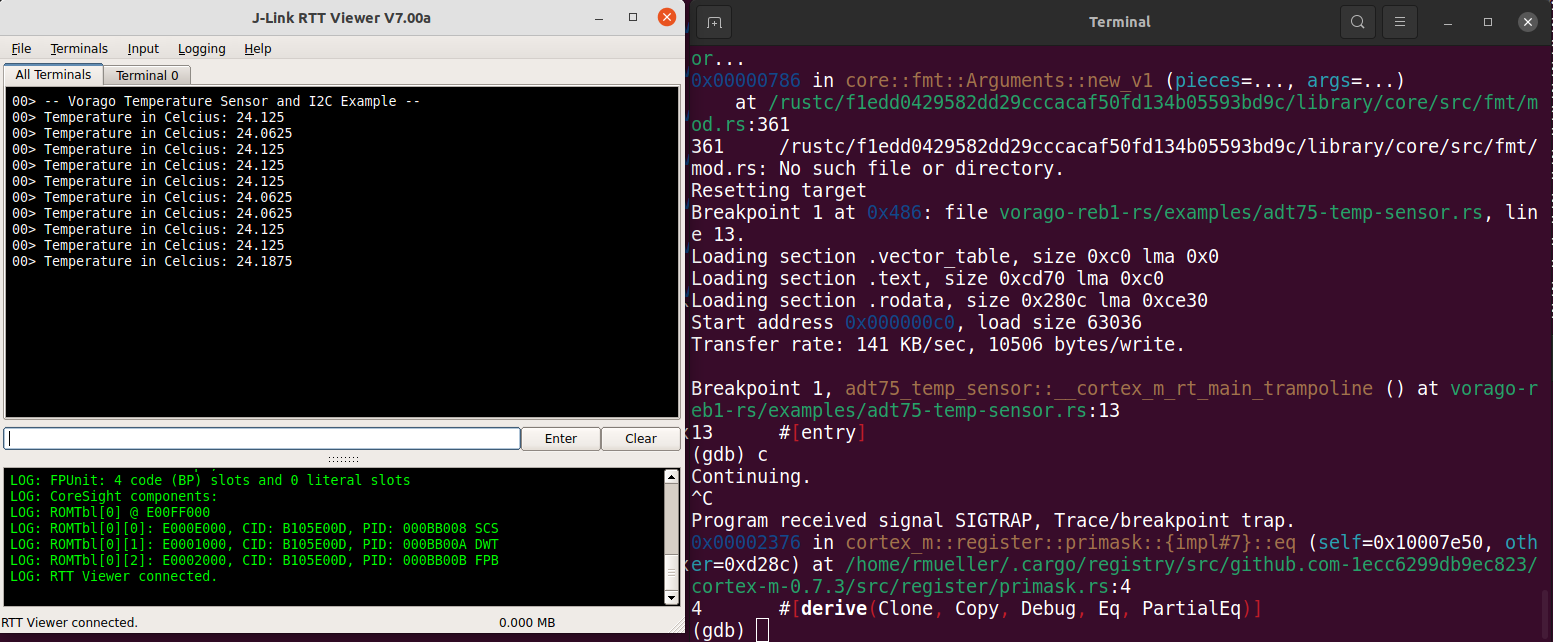 J-Link RTT Viewer V7.00a
File Terminals Input Logging Help
All Terminals Terminal 0
00> -- Vorago Temperature Sensor and I2C Example --
00> Temperature in Celcius: 24.125
00> Temperature in Celcius: 24.0625
00> Temperature in Celcius: 24.125
00> Temperature in Celcius: 24.125
00> Temperature in Celcius: 24.125
00> Temperature in Celcius: 24.0625
00> Temperature in Celcius: 24.0625
00> Temperature in Celcius: 24.125
00> Temperature in Celcius: 24.125
00> Temperature in Celcius: 24.1875
Enter Clear
LOG: FPUnit: 4 code (BP) slots and 0 literal slots
LOG: CoreSight components:
LOG: ROMTbl[0] @ E00FF000
LOG: ROMTbl[0][0]: E000E000, CID: B105E00D, PID: 000BB008 SCS
LOG: ROMTbl[0][1]: E0001000, CID: B105E00D, PID: 000BB00A DWT
LOG: ROMTbl[0][2]: E0002000, CID: B105E00D, PID: 000BB00B FPB
LOG: RTT Viewer connected.
RTT Viewer connected. 0.000 MB
Terminal
or...
0x00000786 in core::fmt::Arguments::new_v1 (pieces=..., args=...)
    at /rustc/f1edd0429582dd29cccacaf50fd134b05593bd9c/library/core/src/fmt/m
od.rs:361
361     /rustc/f1edd0429582dd29cccacaf50fd134b05593bd9c/library/core/src/fmt/
mod.rs: No such file or directory.
Resetting target
Breakpoint 1 at 0x486: file vorago-reb1-rs/examples/adt75-temp-sensor.rs, lin
e 13.
Loading section .vector_table, size 0xc0 lma 0x0
Loading section .text, size 0xcd70 lma 0xc0
Loading section .rodata, size 0x280c lma 0xce30
Start address 0x000000c0, load size 63036
Transfer rate: 141 KB/sec, 10506 bytes/write.
Breakpoint 1, adt75_temp_sensor::__cortex_m_rt_main_trampoline () at vorago-r
eb1-rs/examples/adt75-temp-sensor.rs:13
13      #[entry]
(gdb) c
Continuing.
^C
Program received signal SIGTRAP, Trace/breakpoint trap.
0x00002376 in cortex_m::register::primask::{impl#7}::eq (self=0x10007e50, oth
er=0xd28c) at /home/rmueller/.cargo/registry/src/github.com-1ecc6299db9ec823/
cortex-m-0.7.3/src/register/primask.rs:4
4       #[derive(Clone, Copy, Debug, Eq, PartialEq)]
(gdb)